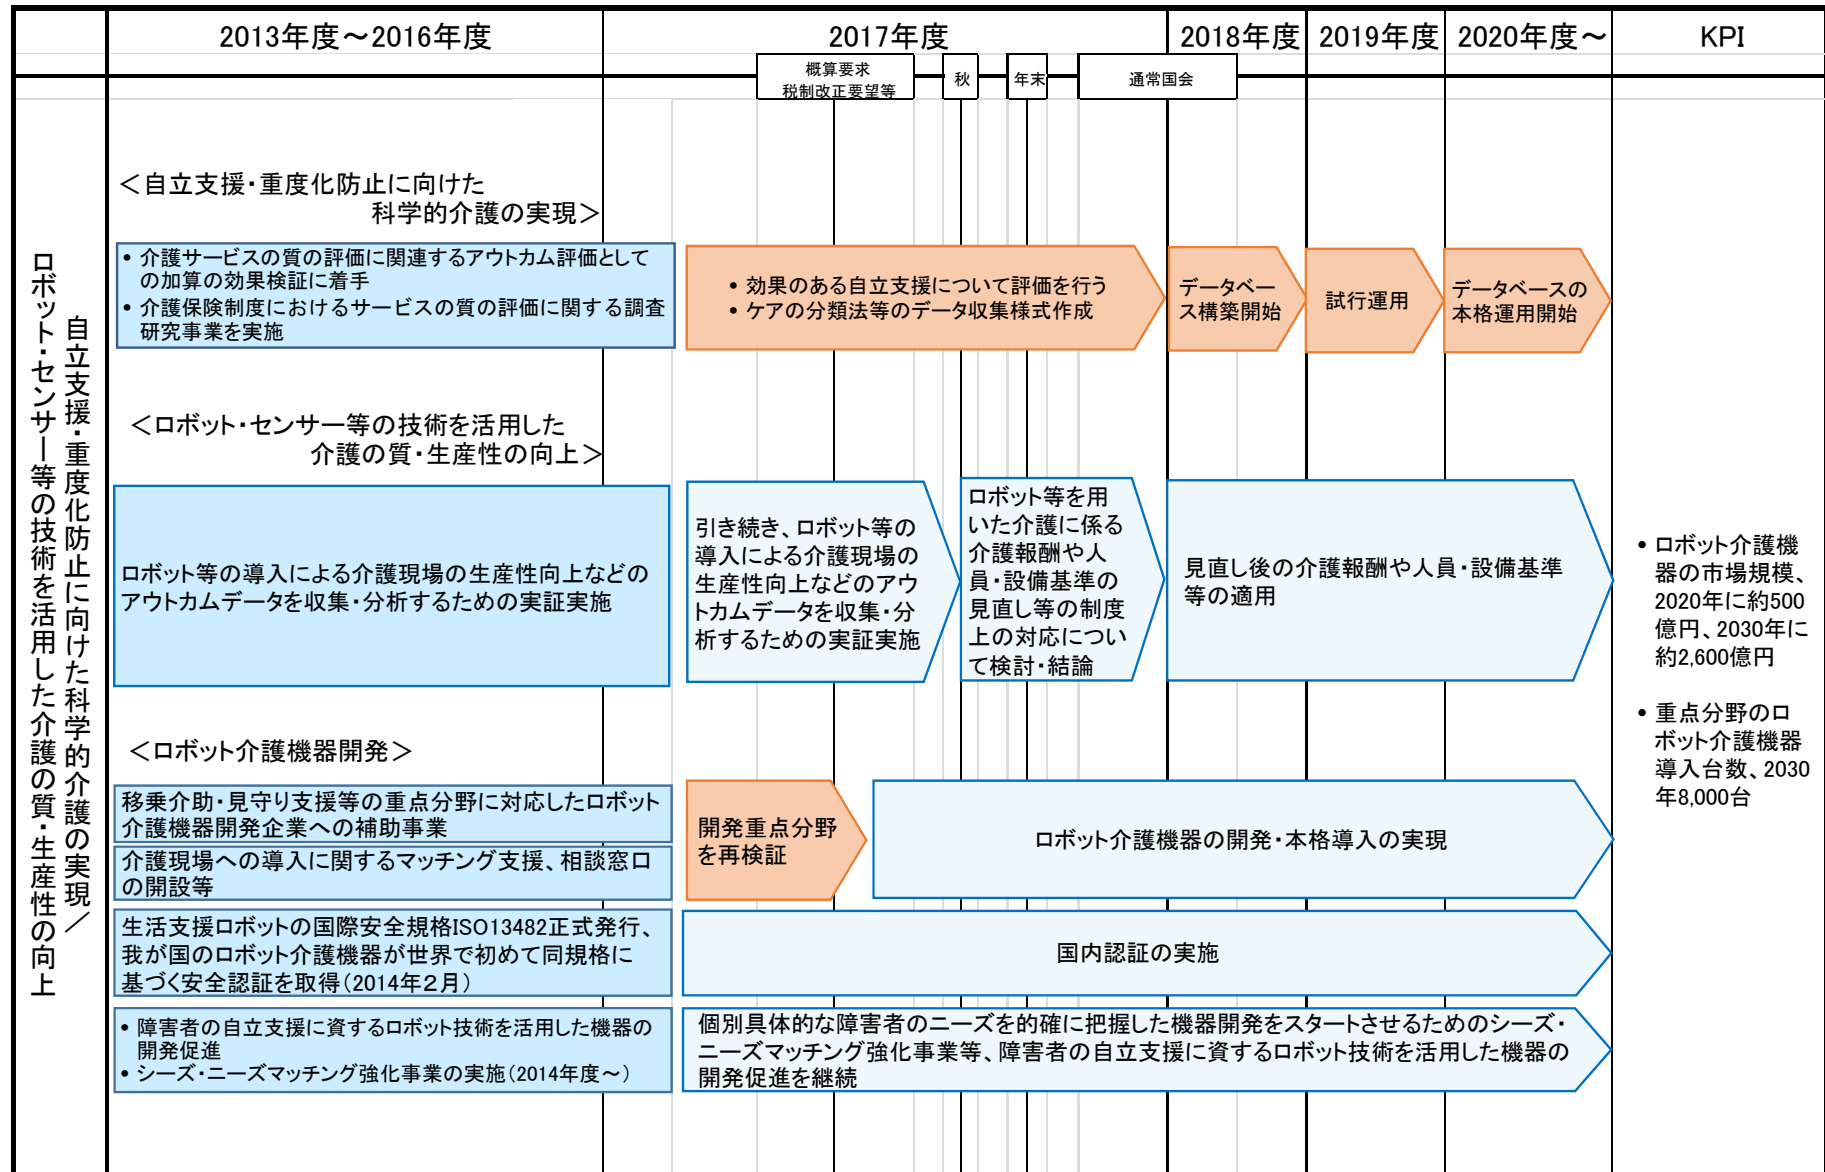 2013年度～2016年度
2017年度
2018年度
2019年度
2020年度～
KPI
概算要求
税制改正要望等
秋
年末
通常国会
自立支援・重度化防止に向けた科学的介護の実現／
ロボット・センサー等の技術を活用した介護の質・生産性の向上
＜自立支援・重度化防止に向けた
科学的介護の実現＞
• 介護サービスの質の評価に関連するアウトカム評価として
の加算の効果検証に着手
• 介護保険制度におけるサービスの質の評価に関する調査
研究事業を実施
• 効果のある自立支援について評価を行う
• ケアの分類法等のデータ収集様式作成
データベー
ス構築開始
試行運用
データベースの
本格運用開始
＜ロボット・センサー等の技術を活用した
介護の質・生産性の向上＞
ロボット等の導入による介護現場の生産性向上などの
アウトカムデータを収集・分析するための実証実施
引き続き、ロボット等の
導入による介護現場の
生産性向上などのアウ
トカムデータを収集・分
析するための実証実施
ロボット等を用
いた介護に係る
介護報酬や人
員・設備基準の
見直し等の制度
上の対応につい
て検討・結論
見直し後の介護報酬や人員・設備基準
等の適用
＜ロボット介護機器開発＞
移乗介助・見守り支援等の重点分野に対応したロボット
介護機器開発企業への補助事業
介護現場への導入に関するマッチング支援、相談窓口
の開設等
開発重点分野
を再検証
ロボット介護機器の開発・本格導入の実現
生活支援ロボットの国際安全規格ISO13482正式発行、
我が国のロボット介護機器が世界で初めて同規格に
基づく安全認証を取得（2014年２月）
国内認証の実施
• 障害者の自立支援に資するロボット技術を活用した機器の
開発促進
• シーズ・ニーズマッチング強化事業の実施（2014年度～）
個別具体的な障害者のニーズを的確に把握した機器開発をスタートさせるためのシーズ・
ニーズマッチング強化事業等、障害者の自立支援に資するロボット技術を活用した機器の
開発促進を継続
• ロボット介護機
器の市場規模、
2020年に約500
億円、2030年に
約2,600億円
• 重点分野のロ
ボット介護機器
導入台数、2030
年8,000台